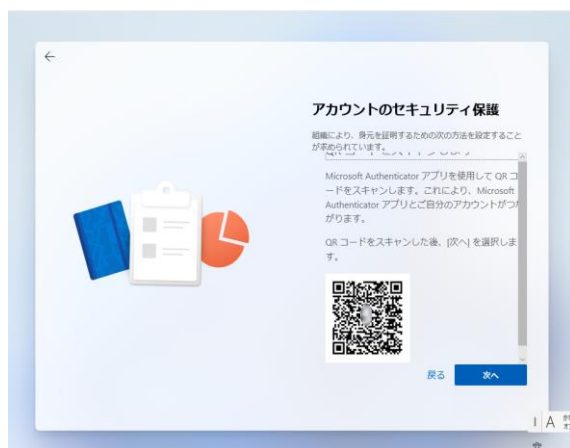 アカウントのセキュリティ保護
組織により、身元を証明するための次の方法を設定すること
が求められています。
Microsoft Authenticator アプリを使用して QR コ
ードをスキャンします。これにより、Microsoft
Authenticator アプリとご自分のアカウントがつな
がります。
QR コードをスキャンした後、[次へ] を選択しま
す。
戻る 次へ
A